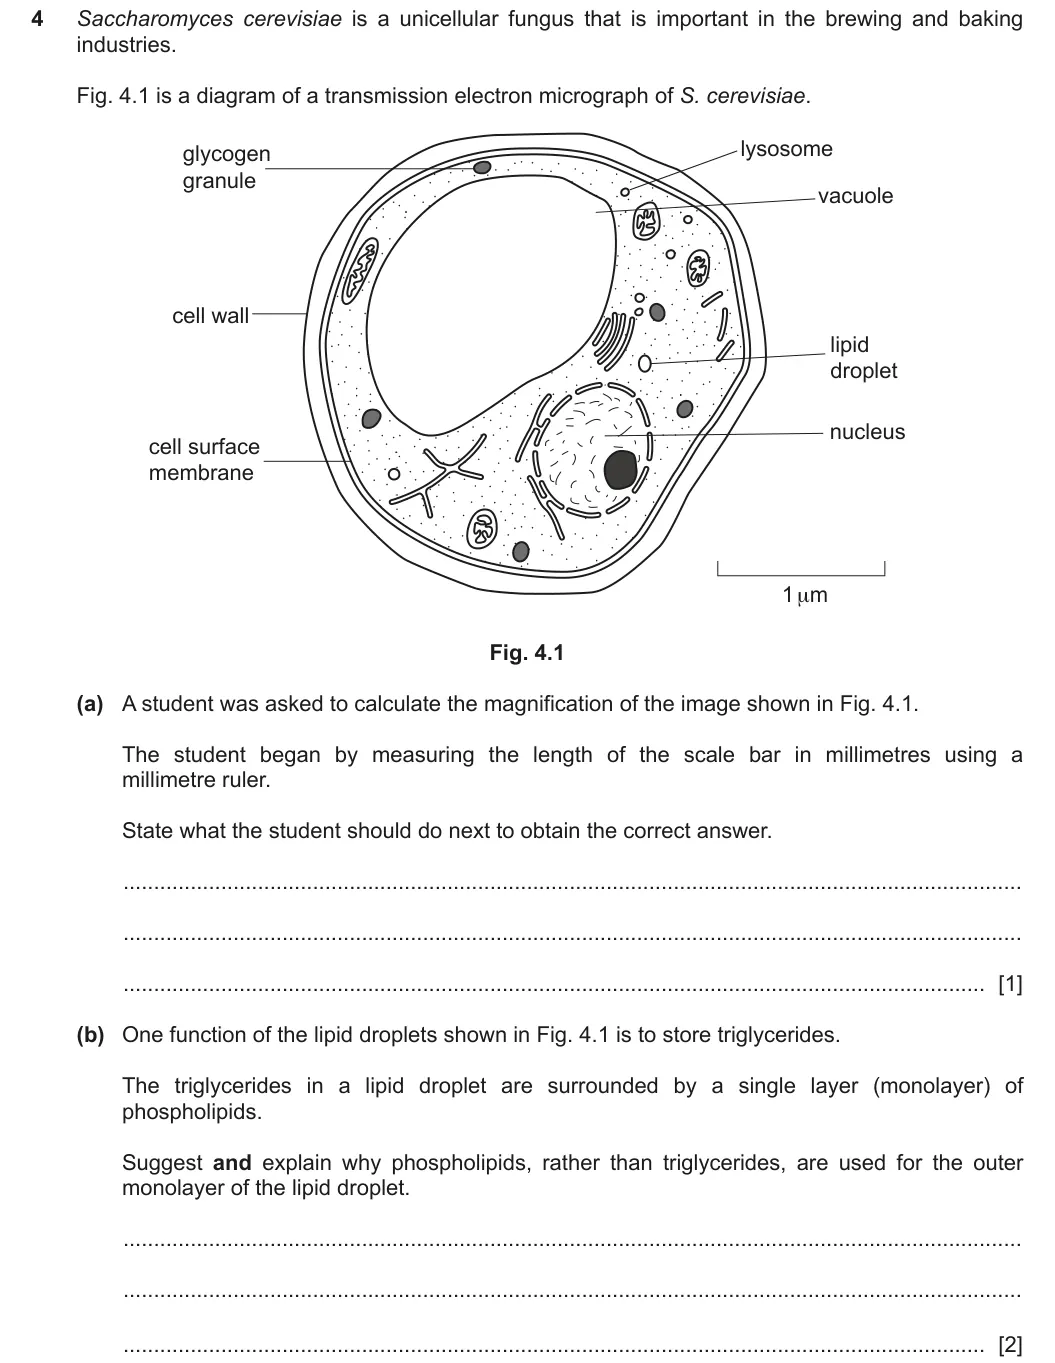 4 Saccharomyces cerevisiae is a unicellular fungus that is important in the brewing and baking
industries.
Fig. 4.1 is a diagram of a transmission electron micrograph of S. cerevisiae.
glycogen
granule
lysosome
vacuole
cell wall
lipid
droplet
cell surface
membrane
nucleus
1 µm
Fig. 4.1
(a) A student was asked to calculate the magnification of the image shown in Fig. 4.1.
The student began by measuring the length of the scale bar in millimetres using a
millimetre ruler.
State what the student should do next to obtain the correct answer.
[1]
(b) One function of the lipid droplets shown in Fig. 4.1 is to store triglycerides.
The triglycerides in a lipid droplet are surrounded by a single layer (monolayer) of
phospholipids.
Suggest and explain why phospholipids, rather than triglycerides, are used for the outer
monolayer of the lipid droplet.
[2]